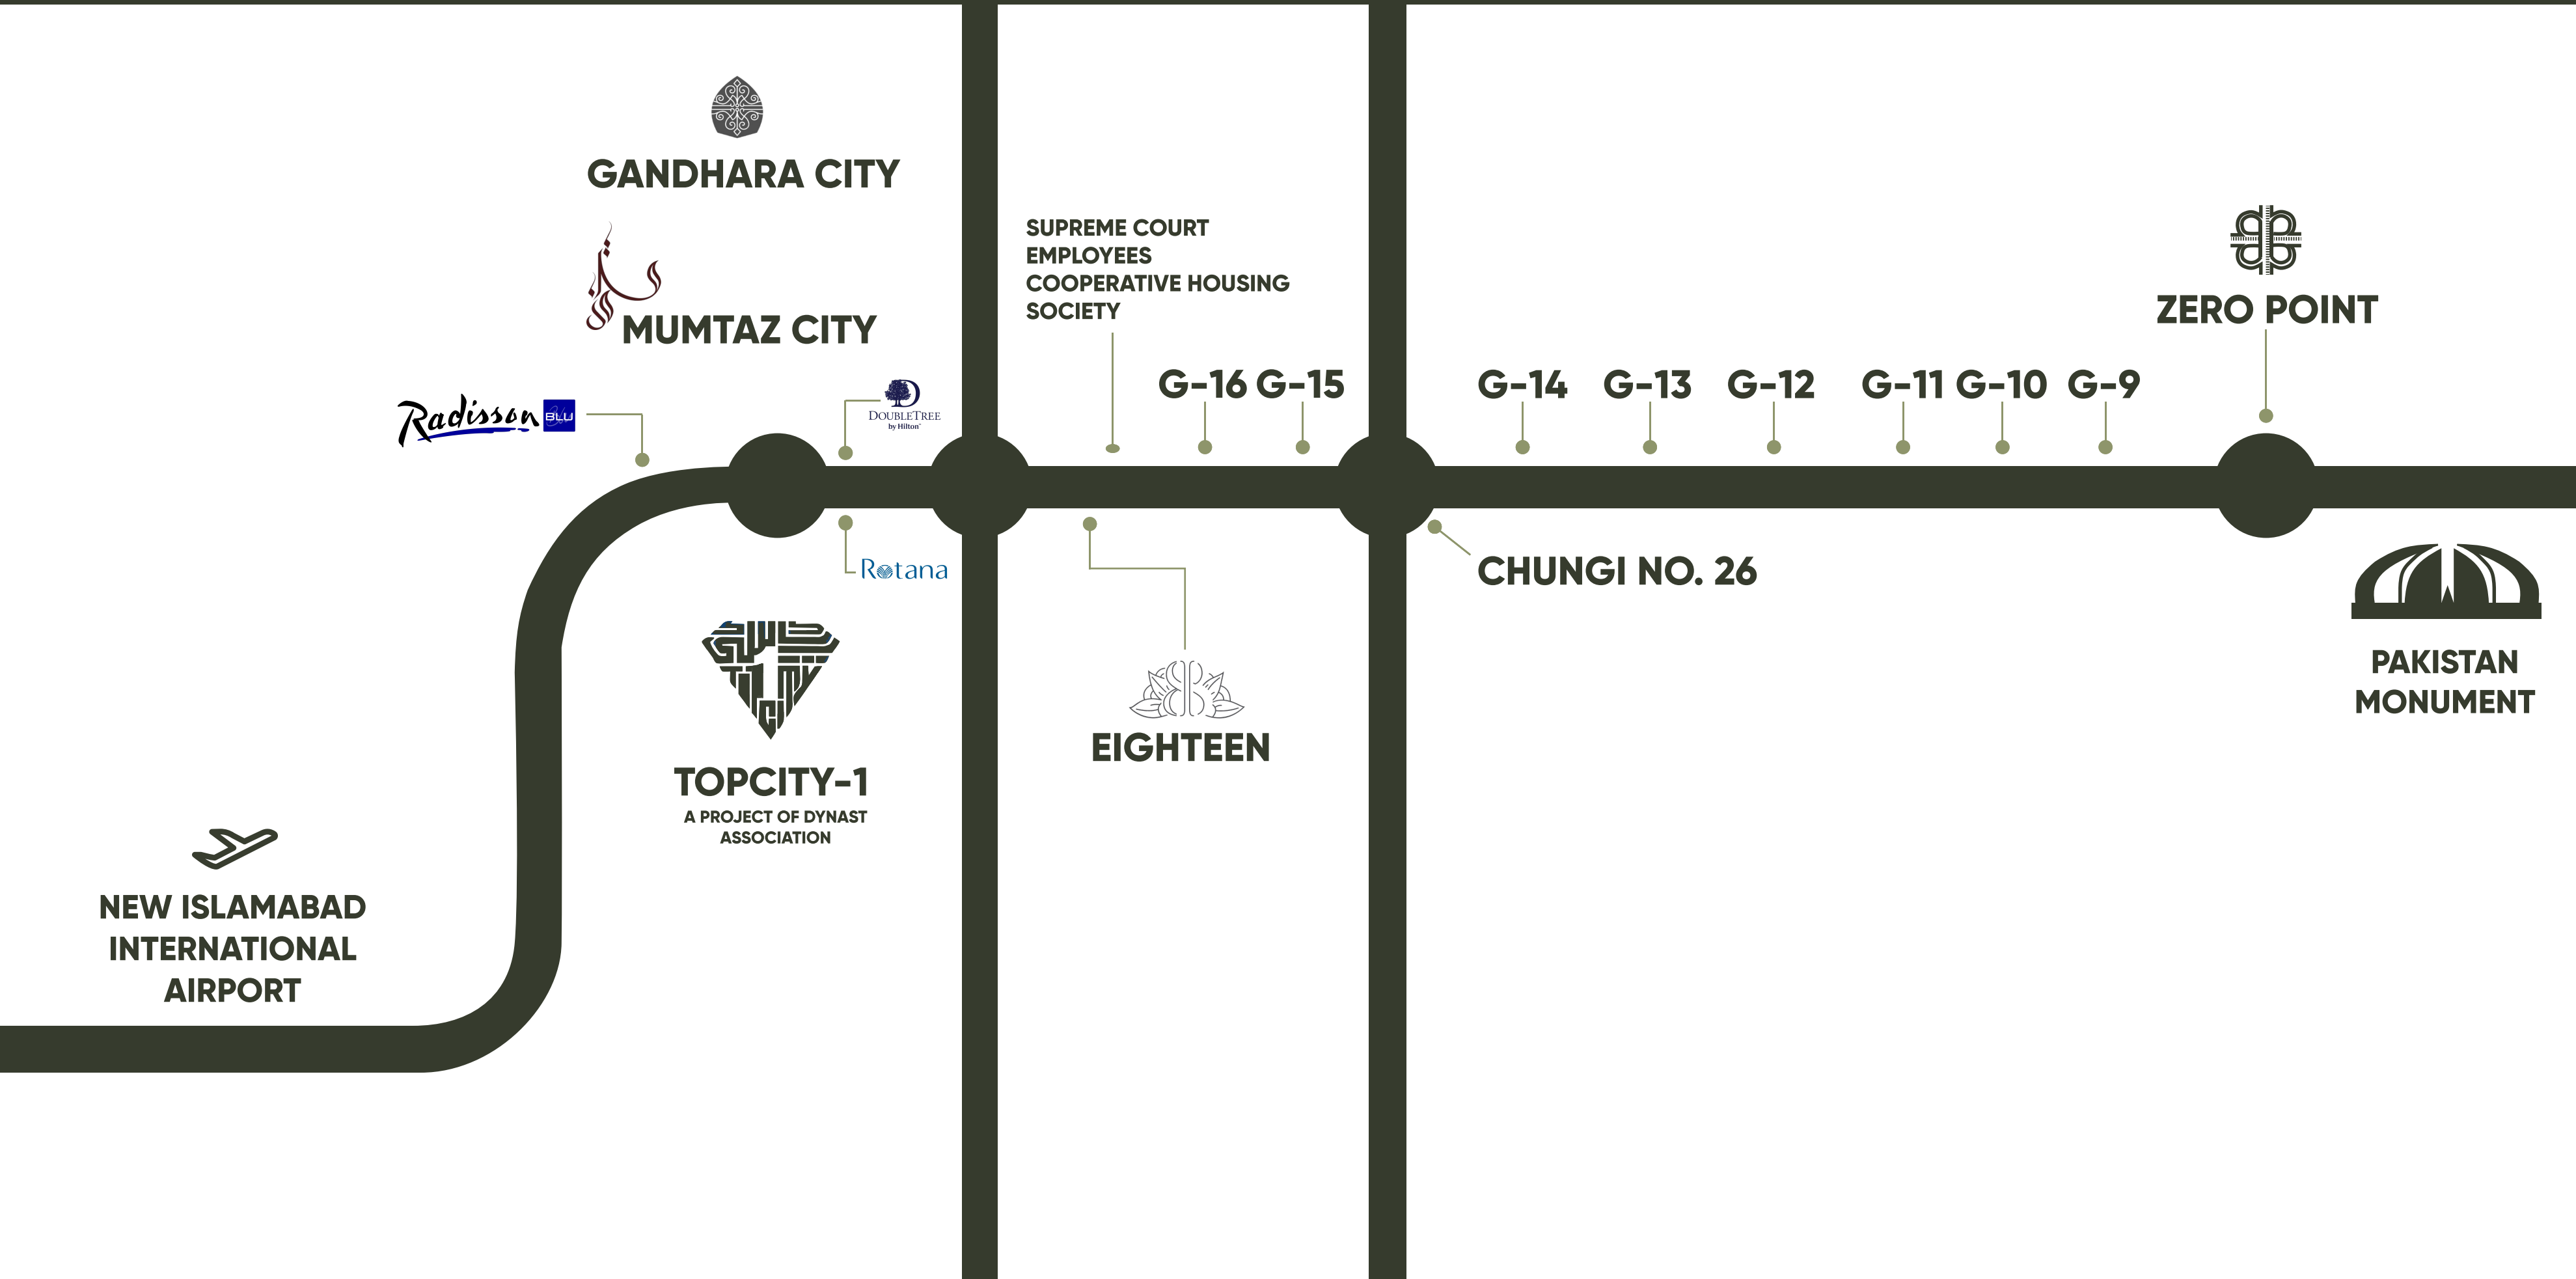 GANDHARA CITY
MUMTAZ CITY
Radisson BLU
DOUBLETREE
by Hilton
SUPREME COURT
EMPLOYEES
COOPERATIVE HOUSING
SOCIETY
G-16 G-15
G-14 G-13 G-12 G-11 G-10 G-9
ZERO POINT
Rotana
CHUNGI NO. 26
TOPCITY-1
A PROJECT OF DYNAST
ASSOCIATION
EIGHTEEN
PAKISTAN
MONUMENT
NEW ISLAMABAD
INTERNATIONAL
AIRPORT